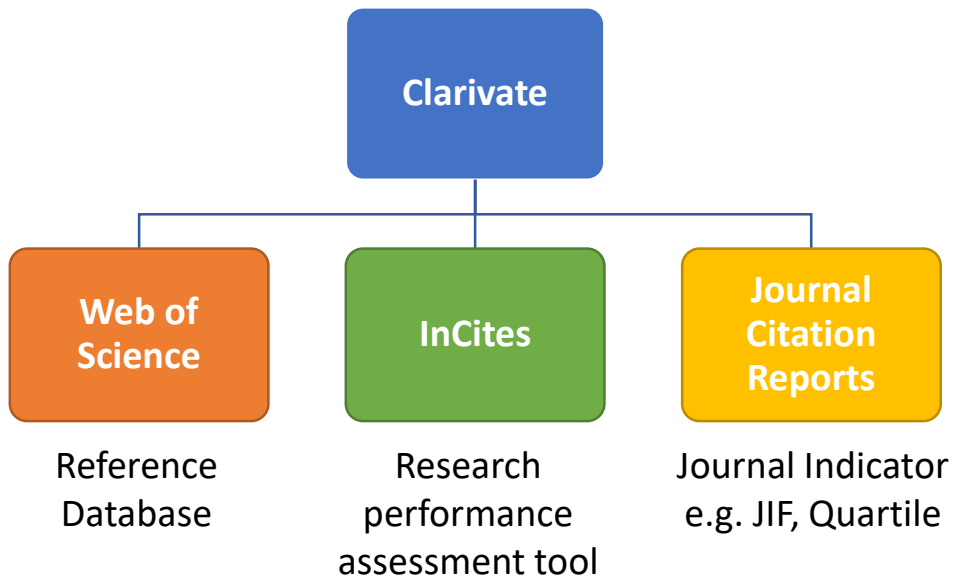 Clarivate
Web of
Science
InCites
Journal
Citation
Reports
Reference
Database
Research
performance
assessment tool
Journal Indicator
e.g. JIF, Quartile